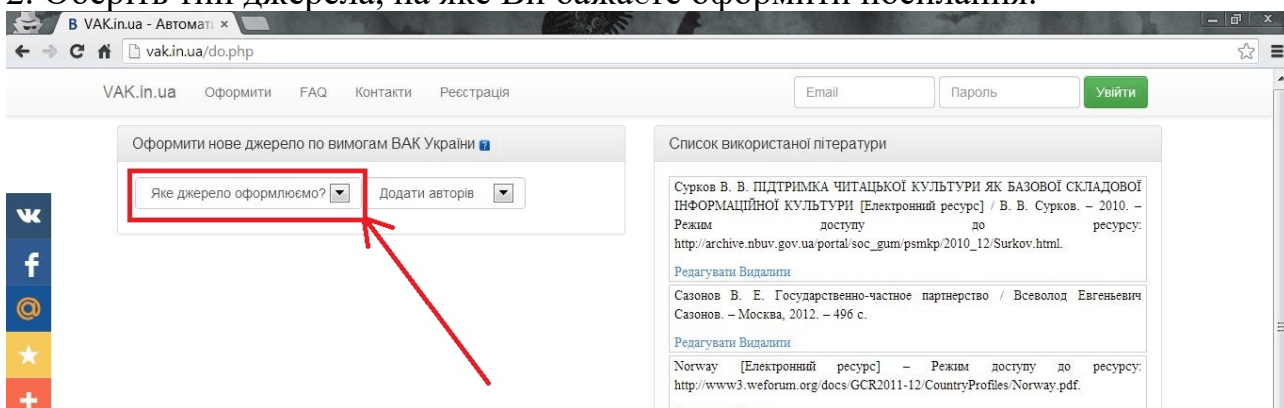 2. Оберіть тип джерела, на яке Ви бажаєте оформити посилання:
B VAK.in.ua - Автомати ×
vak.in.ua/do.php
VAK.in.ua Оформити FAQ Контакти Реєстрація Email Пароль Увійти
Оформити нове джерело по вимогам ВАК України ?
Яке джерело оформлюємо? Додати авторів
Список використаної літератури
Сурков В. В. ПІДТРИМКА ЧИТАЦЬКОЇ КУЛЬТУРИ ЯК БАЗОВОЇ СКЛАДОВОЇ
ІНФОРМАЦІЙНОЇ КУЛЬТУРИ [Електронний ресурс] / В. В. Сурков. – 2010. –
Режим доступу до ресурсу:
http://archive.nbuv.gov.ua/portal/soc_gum/psmkp/2010_12/Surkov.html.
Редагувати Видалити
Сазонов В. Е. Государственно-частное партнерство / Всеволод Евгеньевич
Сазонов. – Москва, 2012. – 496 с.
Редагувати Видалити
Norway [Електронний ресурс] – Режим доступу до ресурсу:
http://www3.weforum.org/docs/GCR2011-12/CountryProfiles/Norway.pdf.